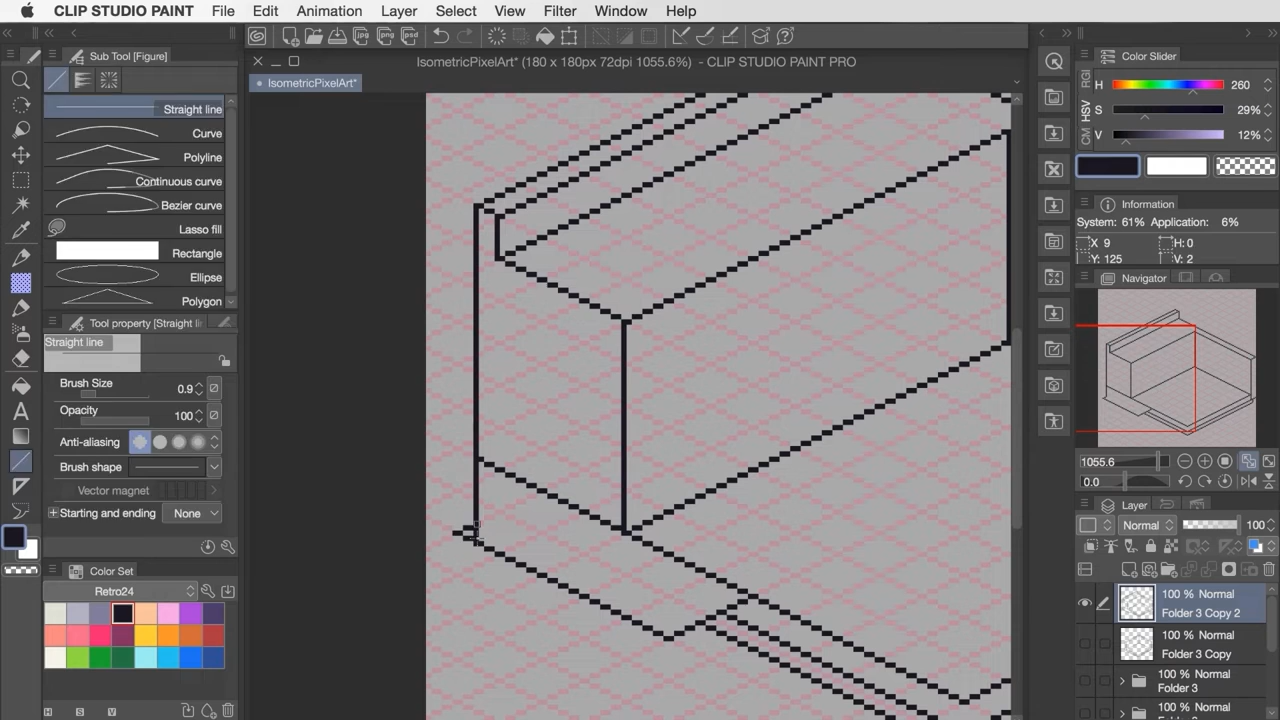 CLIP STUDIO PAINT File Edit Animation Layer Select View Filter Window Help
IsometricPixelArt* (180 x 180px 72dpi 1055.6%) - CLIP STUDIO PAINT PRO
IsometricPixelArt*
Sub Tool [Figure]
Straight line
Curve
Polyline
Continuous curve
Bezier curve
Lasso fill
Rectangle
Ellipse
Polygon
Tool property [Straight li
Straight line
Brush Size 0.9
Opacity 100
Anti-aliasing
Brush shape
Vector magnet
Starting and ending None
Color Set
Retro24
H S V
Color Slider
HSV
H 260
S 29%
V 12%
Information
System: 61% Application: 6%
X 9 H: 0
Y: 125 V: 2
Navigator
1055.6
0.0
Layer
Normal 100
100 % Normal
Folder 3 Copy 2
100 % Normal
Folder 3 Copy
100 % Normal
Folder 3
100 % Normal